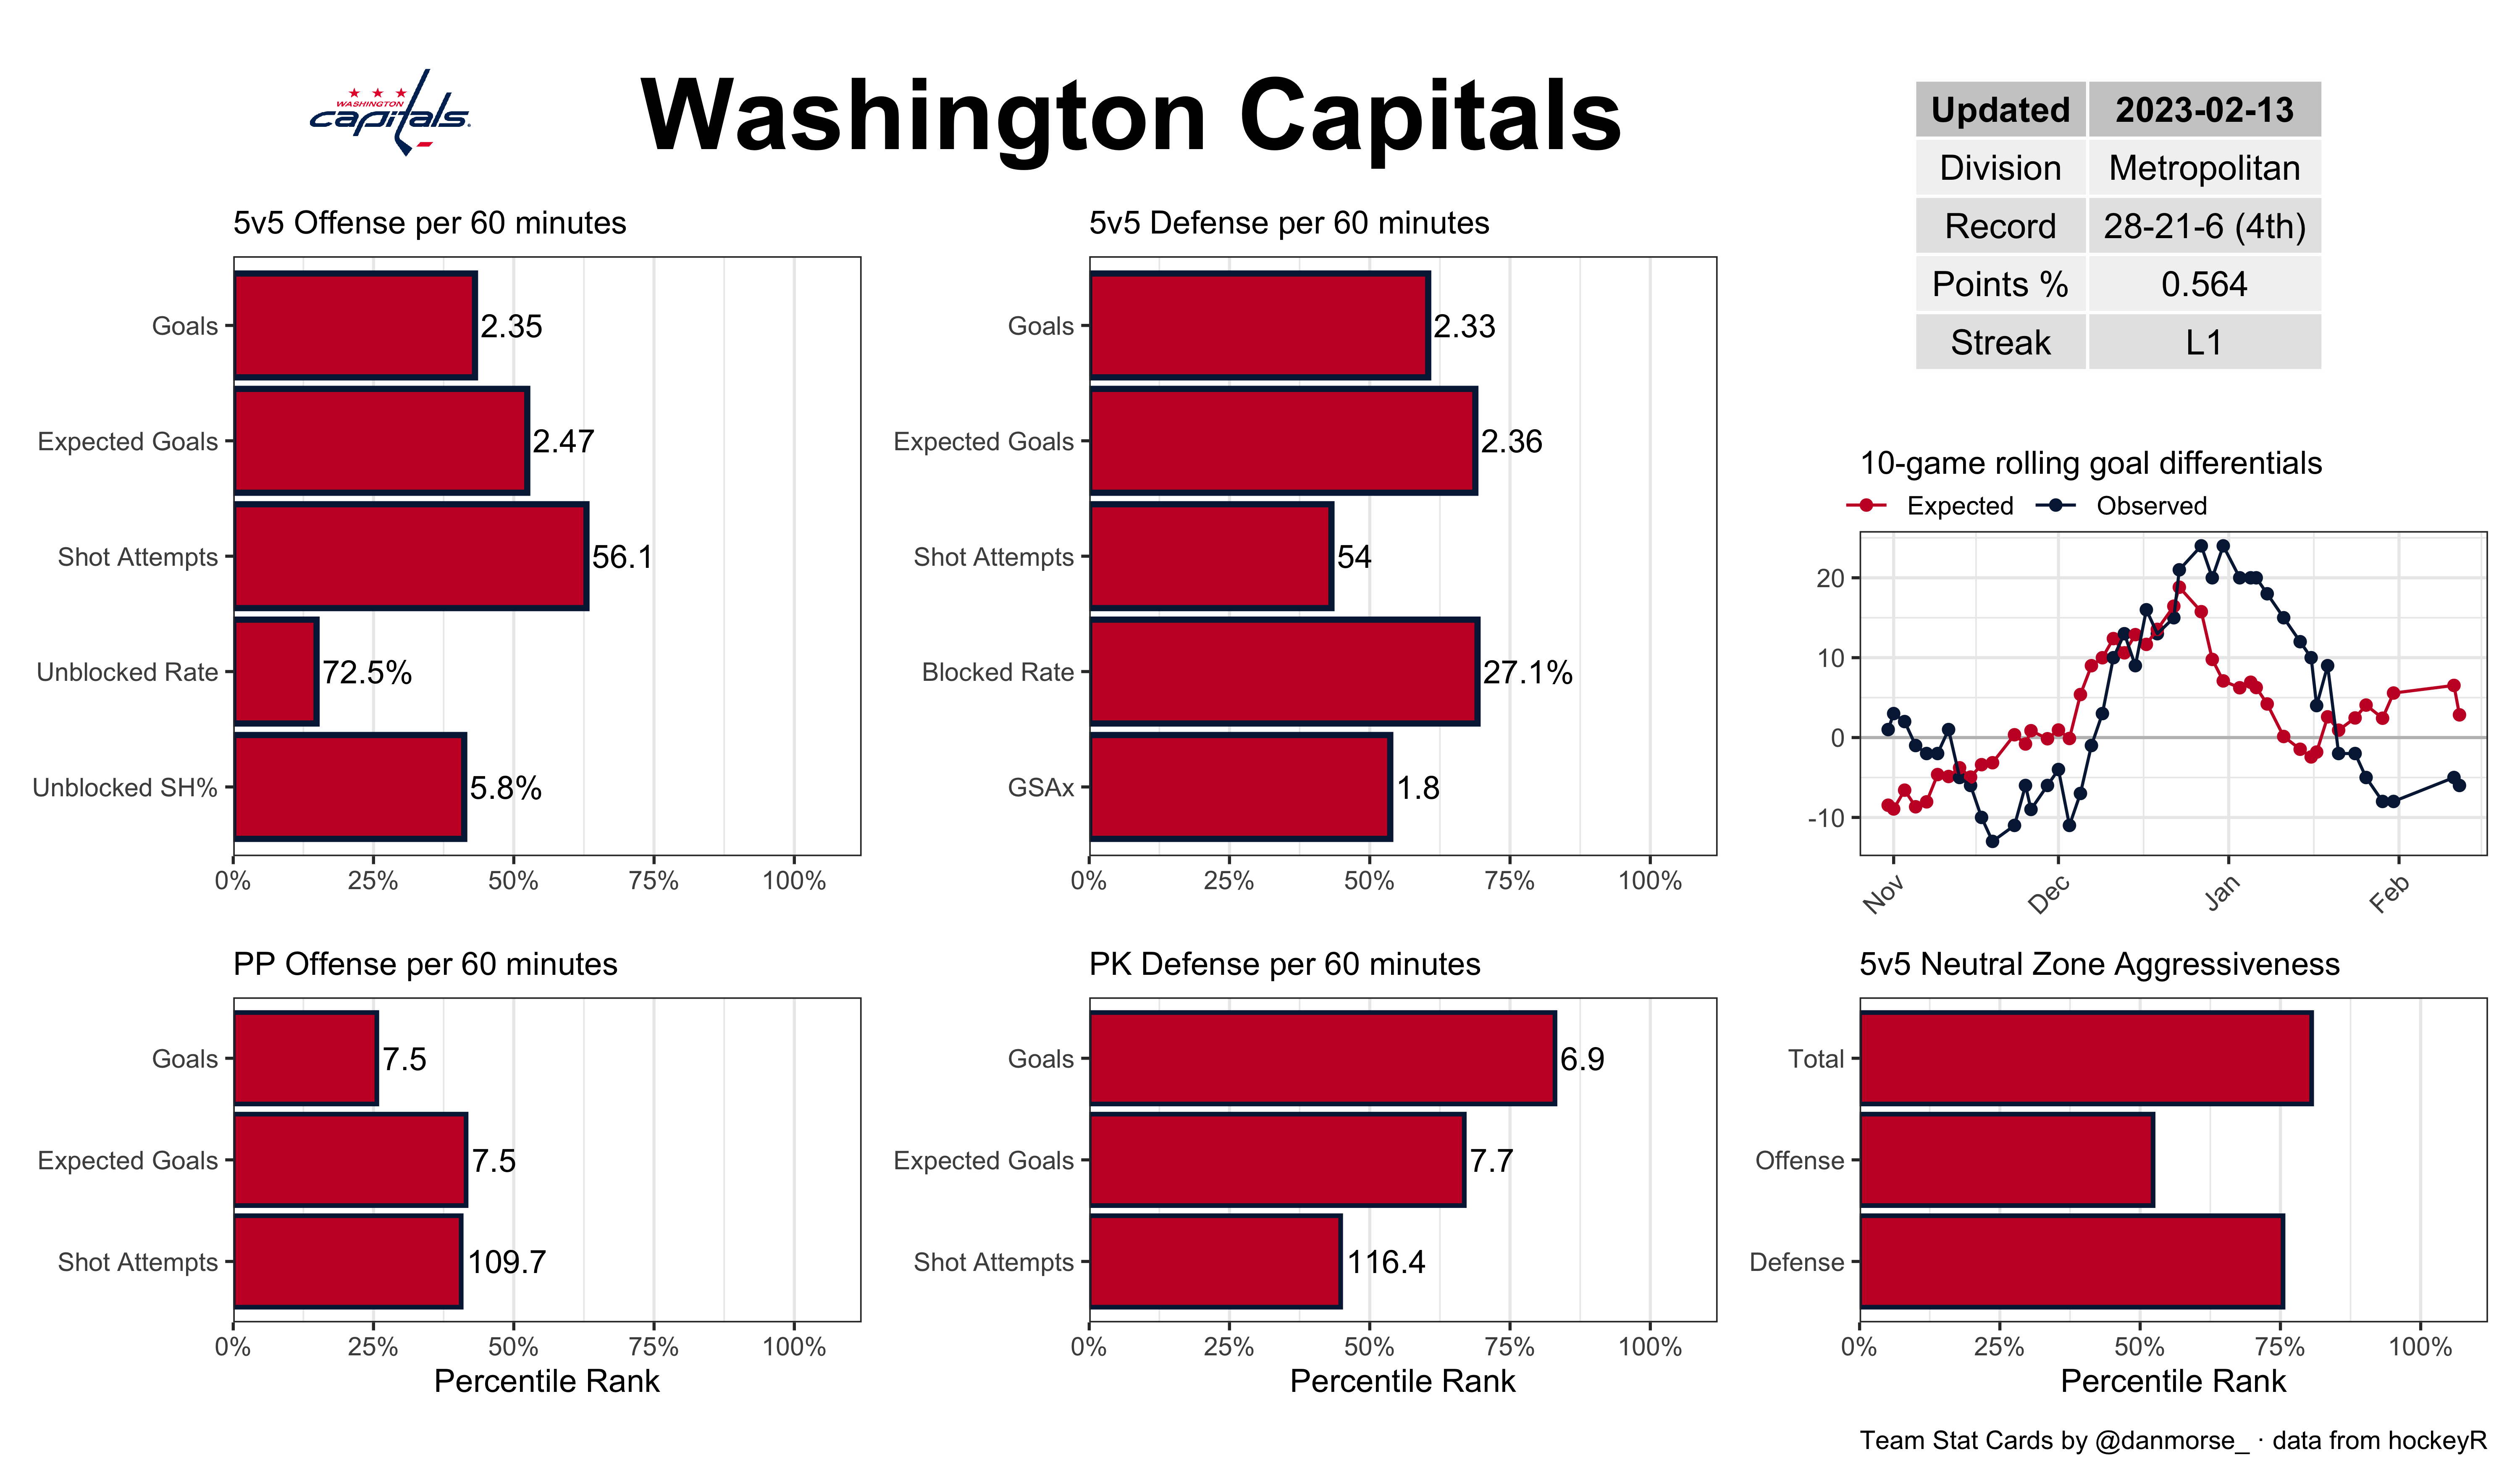 WASHINGTON
capitals
Washington Capitals
Updated 2023-02-13
Division Metropolitan
Record 28-21-6 (4th)
Points % 0.564
Streak L1
5v5 Offense per 60 minutes
Goals 2.35
Expected Goals 2.47
Shot Attempts 56.1
Unblocked Rate 72.5%
Unblocked SH% 5.8%
0% 25% 50% 75% 100%
5v5 Defense per 60 minutes
Goals 2.33
Expected Goals 2.36
Shot Attempts 54
Blocked Rate 27.1%
GSAx 1.8
0% 25% 50% 75% 100%
10-game rolling goal differentials
Expected Observed
20
10
0
-10
Nov Dec Jan Feb
PP Offense per 60 minutes
Goals 7.5
Expected Goals 7.5
Shot Attempts 109.7
0% 25% 50% 75% 100%
Percentile Rank
PK Defense per 60 minutes
Goals 6.9
Expected Goals 7.7
Shot Attempts 116.4
0% 25% 50% 75% 100%
Percentile Rank
5v5 Neutral Zone Aggressiveness
Total
Offense
Defense
0% 25% 50% 75% 100%
Percentile Rank
Team Stat Cards by @danmorse_ · data from hockeyR